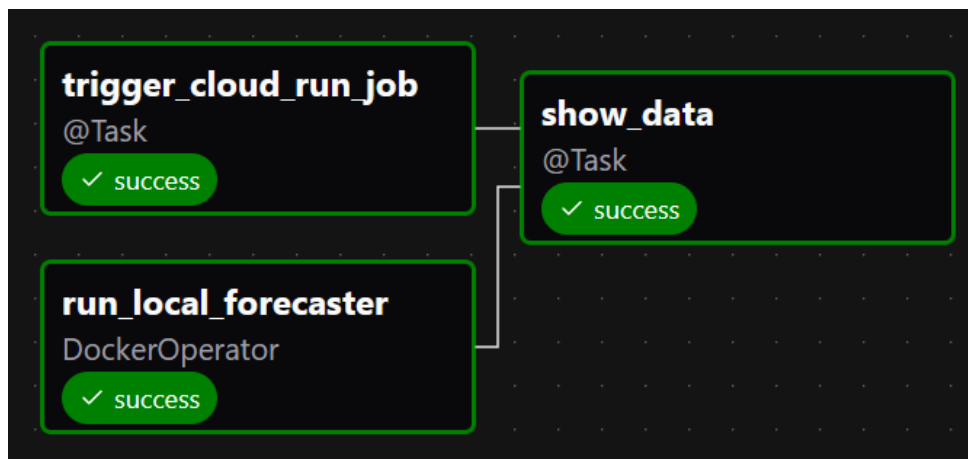 trigger_cloud_run_job
@Task
success
run_local_forecaster
DockerOperator
success
show_data
@Task
success